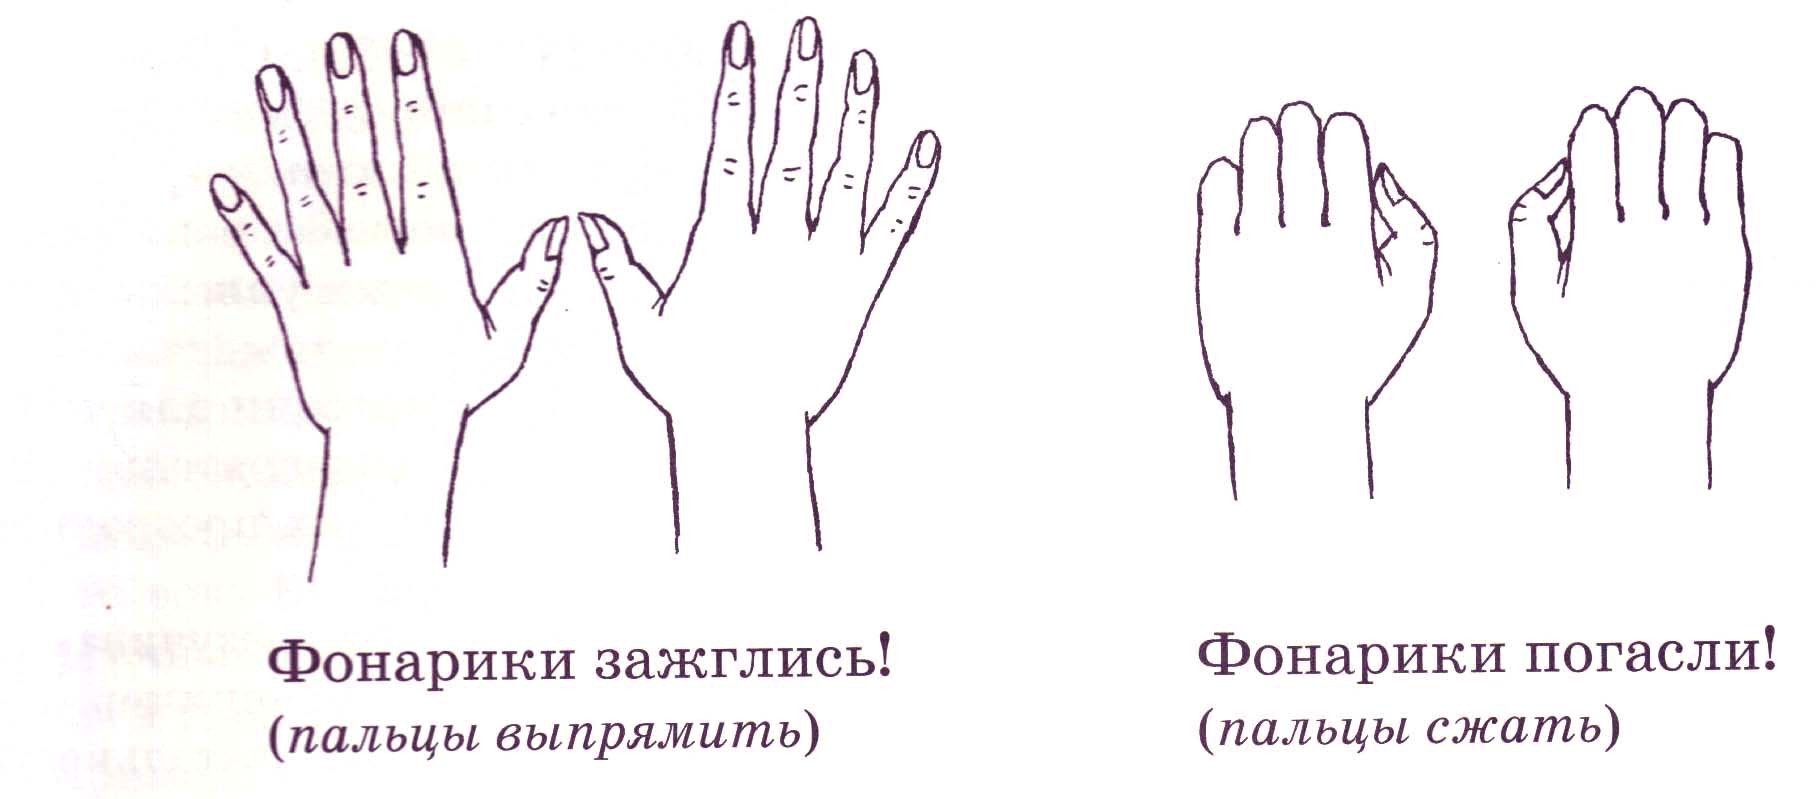 Фонарики зажглись!
(пальцы выпрямить)
Фонарики погасли!
(пальцы сжать)